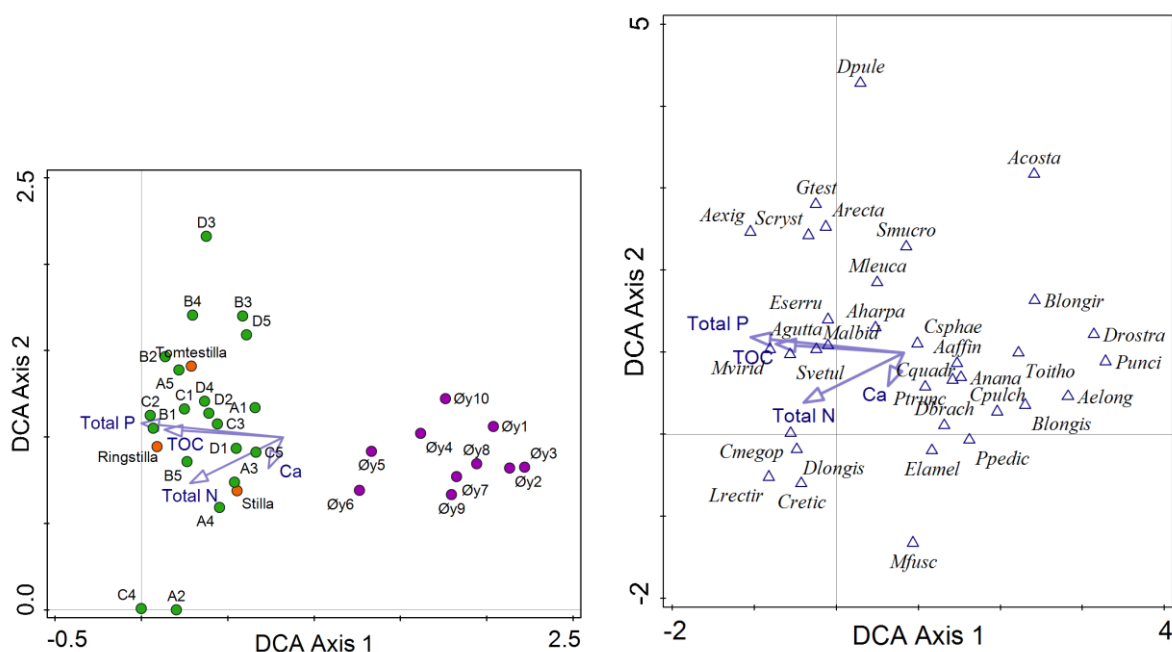 2.5
D3
B4
B3
D5
B2
Tomtestilla
A5
C1
D4
D2
A1
C2
B1
C3
Total P
TOC
Ringstilla
D1
C5
B5
A3
Ca
Total N
Stilla
A4
C4
A2
Øy10
Øy4
Øy1
Øy5
Øy8
Øy3
Øy6
Øy7
Øy2
Øy9
DCA Axis 2
0.0
-0.5
DCA Axis 1
2.5
5
Dpule
Acosta
Gtest
Arecta
Aexig
Scryst
Smucro
Mleuca
Blongir
Eserru
Aharpa
Total P
Agutta
Malbia
Csphae
Drostra
TOC
Aaffin
Mvirid
Svetul
Cquadr
Anana
Toitho
Punci
Ca
Ptrunc
Cpulch
Aelong
Total N
Dbrach
Blongis
Cmegop
Dlongis
Elamel
Ppedic
Lrectir
Cretic
Mfusc
DCA Axis 2
-2
-2
DCA Axis 1
4